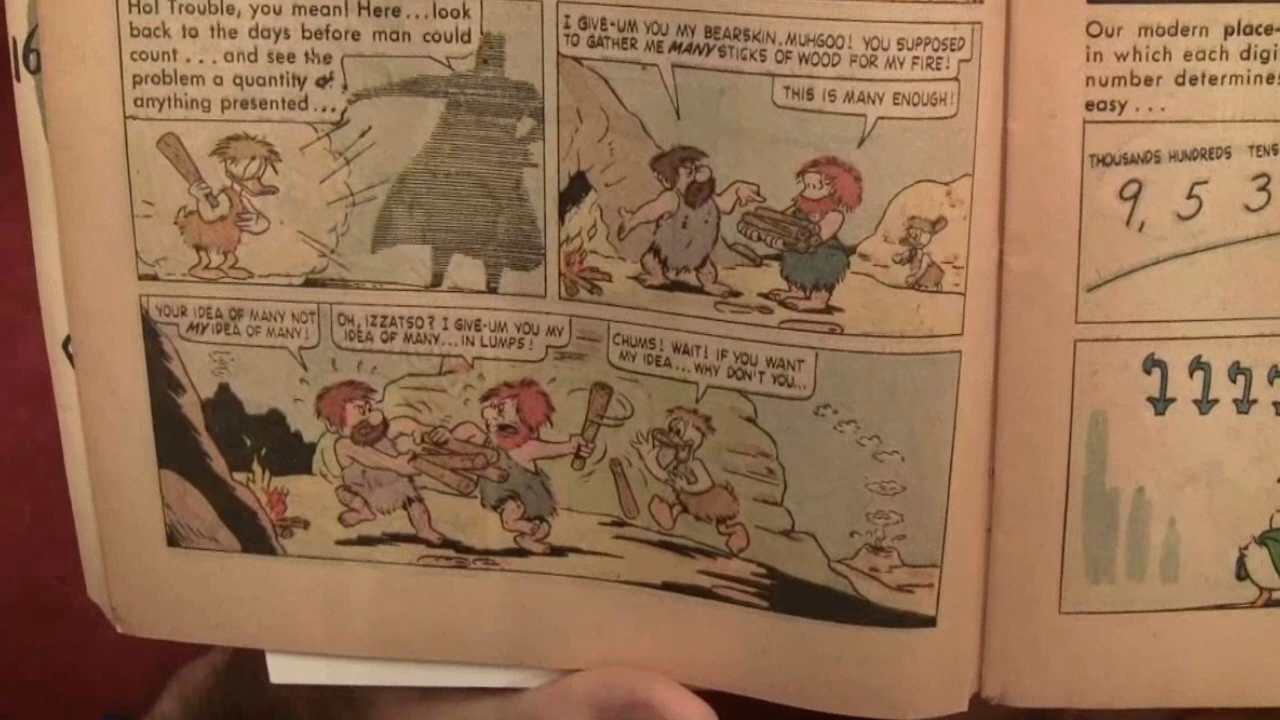 16
Ho! Trouble, you mean! Here...look
back to the days before man could
count...and see the
problem a quantity of
anything presented...
I GIVE-UM YOU MY BEARSKIN, MUHGOO! YOU SUPPOSED
TO GATHER ME MANY STICKS OF WOOD FOR MY FIRE!
THIS IS MANY ENOUGH!
YOUR IDEA OF MANY NOT
MY IDEA OF MANY!
OH, IZZATSO? I GIVE-UM YOU MY
IDEA OF MANY...IN LUMPS!
CHUMS! WAIT! IF YOU WANT
MY IDEA...WHY DON'T YOU...
Our modern place-
in which each digi
number determines
easy...
THOUSANDS HUNDREDS TENS
9, 5 3